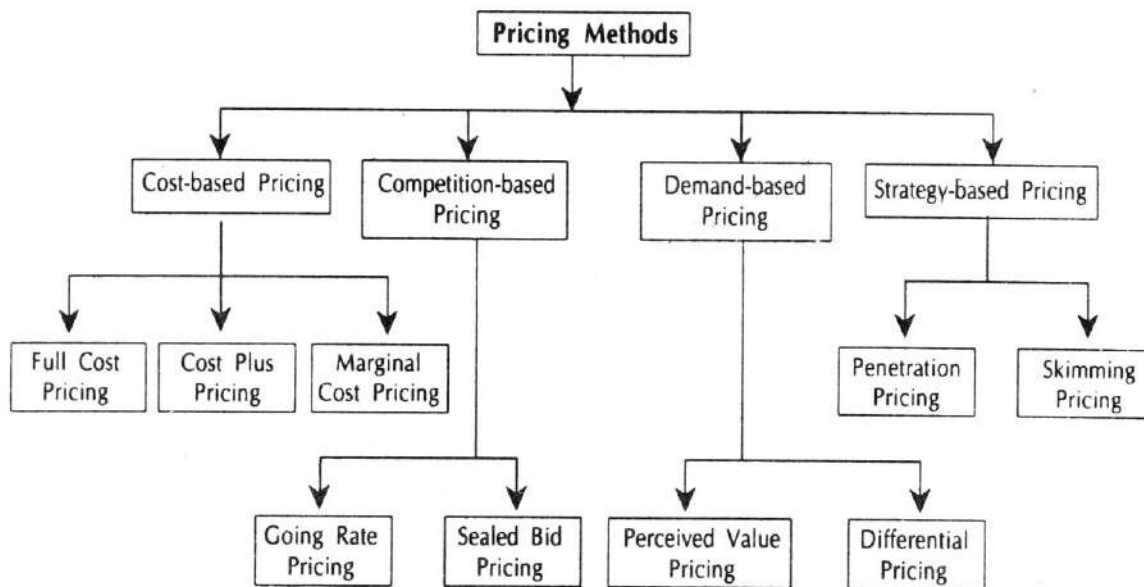 Pricing Methods
Cost-based Pricing
Competition-based
Pricing
Demand-based
Pricing
Strategy-based Pricing
Full Cost
Pricing
Cost Plus
Pricing
Marginal
Cost Pricing
Penetration
Pricing
Skimming
Pricing
Going Rate
Pricing
Sealed Bid
Pricing
Perceived Value
Pricing
Differential
Pricing